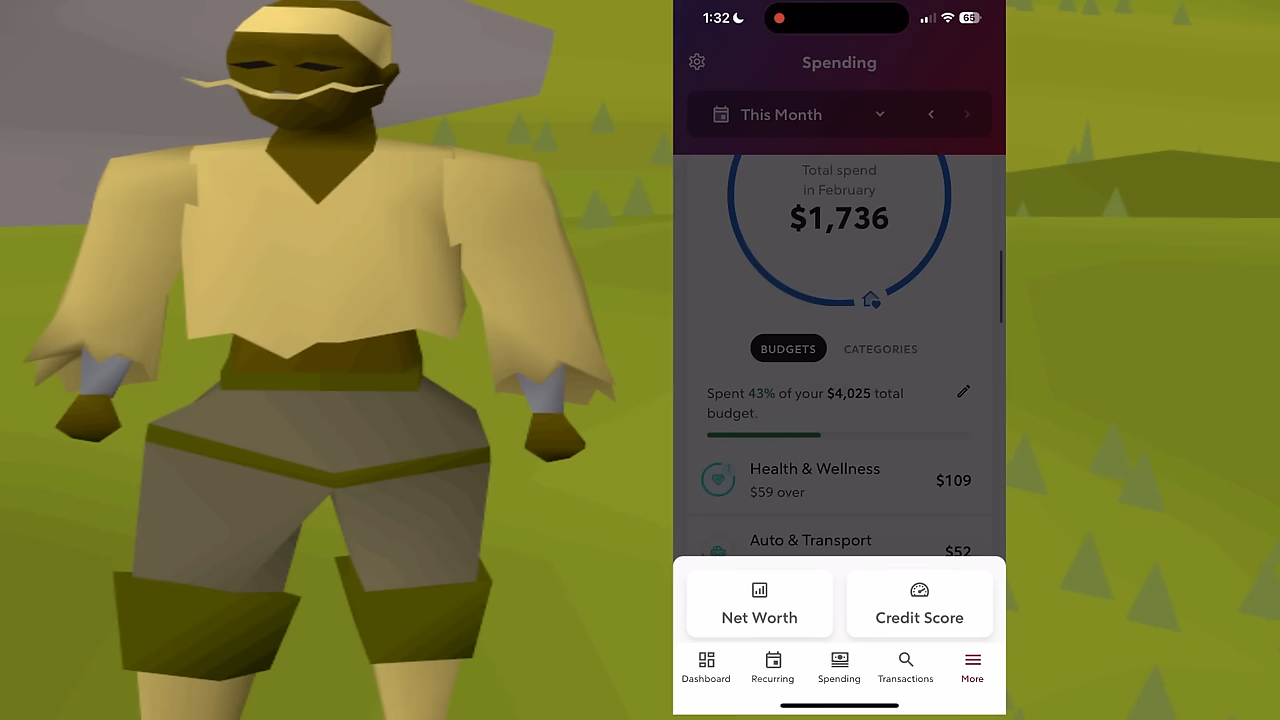 1:32
65
Spending
This Month
Total spend
in February
$1,736
BUDGETS
CATEGORIES
Spent 43% of your $4,025 total
budget.
Health & Wellness
$109
$59 over
Auto & Transport
$52
Net Worth
Credit Score
Dashboard
Recurring
Spending
Transactions
More